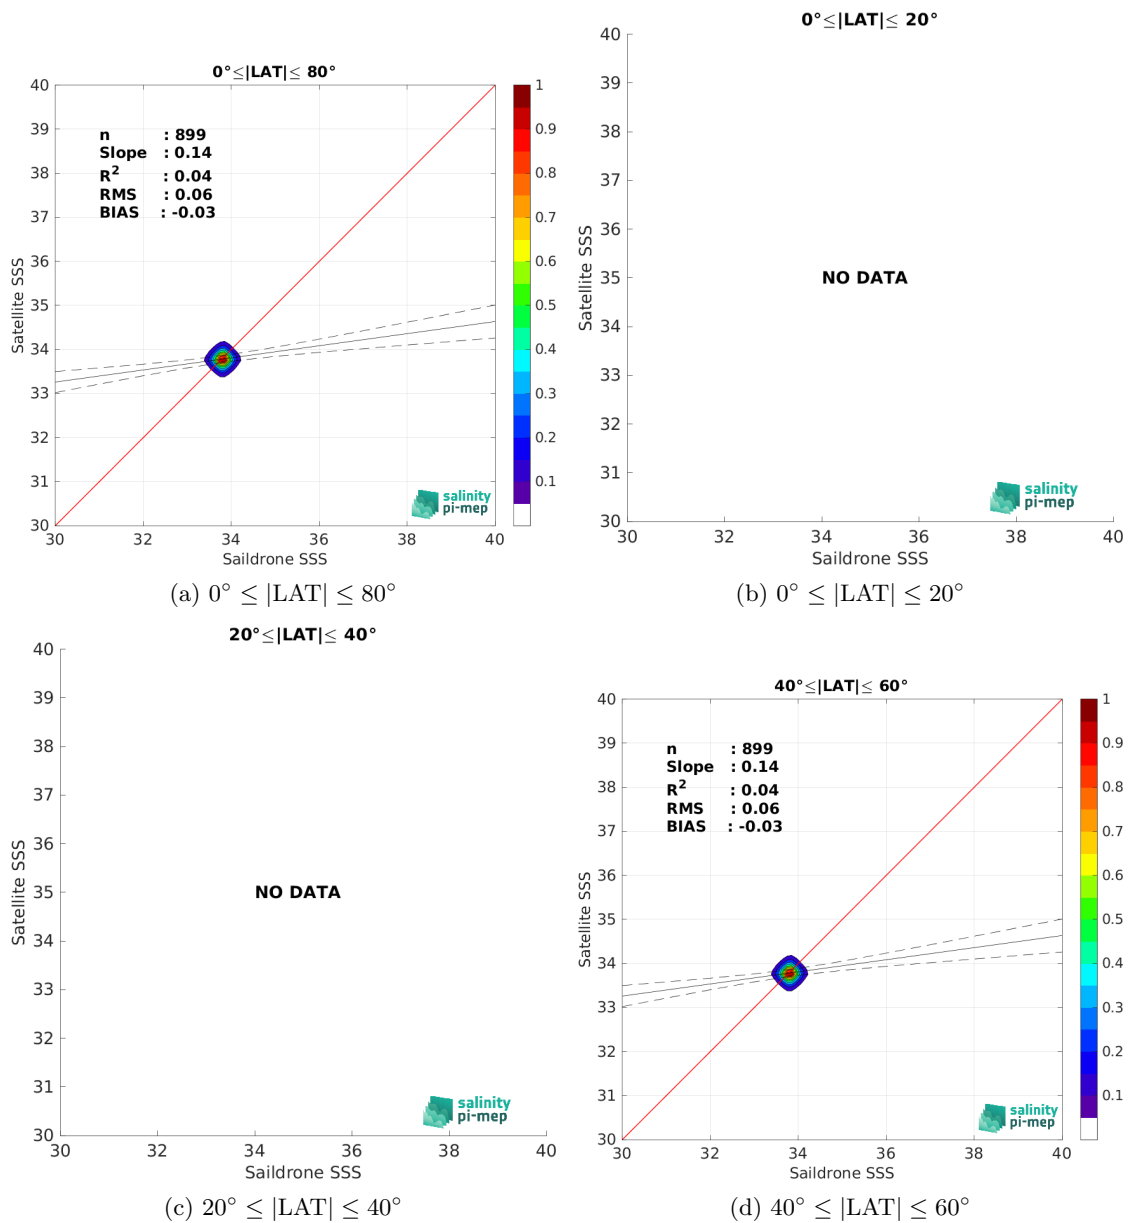 0°≤|LAT|≤ 80°
40
39
38
37
36
35
34
33
32
31
30
Satellite SSS
n : 899
Slope : 0.14
R² : 0.04
RMS : 0.06
BIAS : -0.03
1
0.9
0.8
0.7
0.6
0.5
0.4
0.3
0.2
0.1
salinity
pi-mep
30 32 34 36 38 40
Saildrone SSS
(a) 0° ≤ |LAT| ≤ 80°
0°≤|LAT|≤ 20°
40
39
38
37
36
35
34
33
32
31
30
Satellite SSS
NO DATA
salinity
pi-mep
30 32 34 36 38 40
Saildrone SSS
(b) 0° ≤ |LAT| ≤ 20°
20°≤|LAT|≤ 40°
40
39
38
37
36
35
34
33
32
31
30
Satellite SSS
NO DATA
salinity
pi-mep
30 32 34 36 38 40
Saildrone SSS
(c) 20° ≤ |LAT| ≤ 40°
40°≤|LAT|≤ 60°
40
39
38
37
36
35
34
33
32
31
30
Satellite SSS
n : 899
Slope : 0.14
R² : 0.04
RMS : 0.06
BIAS : -0.03
1
0.9
0.8
0.7
0.6
0.5
0.4
0.3
0.2
0.1
salinity
pi-mep
30 32 34 36 38 40
Saildrone SSS
(d) 40° ≤ |LAT| ≤ 60°